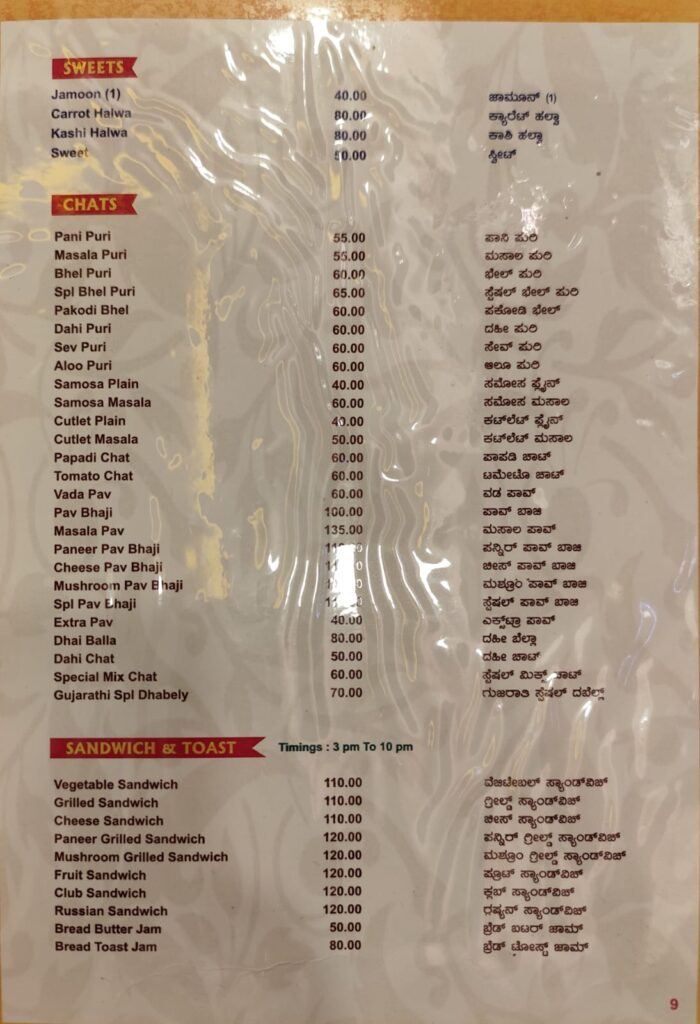 SWEETS
Jamoon (1) 40.00 ಜಾಮೂನ್ (1)
Carrot Halwa 80.00 ಕ್ಯಾರೆಟ್ ಹಲ್ವಾ
Kashi Halwa 80.00 ಕಾಶಿ ಹಲ್ವಾ
Sweet 50.00 ಸ್ವೀಟ್
CHATS
Pani Puri 55.00 ಪಾನಿ ಪುರಿ
Masala Puri 55.00 ಮಸಾಲ ಪುರಿ
Bhel Puri 60.00 ಭೇಲ್ ಪುರಿ
Spl Bhel Puri 65.00 ಸ್ಪೆಷಲ್ ಭೇಲ್ ಪುರಿ
Pakodi Bhel 60.00 ಪಕೋಡಿ ಭೇಲ್
Dahi Puri 60.00 ದಹೀ ಪುರಿ
Sev Puri 60.00 ಸೇವ್ ಪುರಿ
Aloo Puri 60.00 ಆಲೂ ಪುರಿ
Samosa Plain 40.00 ಸಮೋಸ ಪ್ಲೈನ್
Samosa Masala 60.00 ಸಮೋಸ ಮಸಾಲ
Cutlet Plain 40.00 ಕಟ್‌ಲೆಟ್ ಪ್ಲೈನ್
Cutlet Masala 50.00 ಕಟ್‌ಲೆಟ್ ಮಸಾಲ
Papadi Chat 60.00 ಪಾಪಡಿ ಚಾಟ್
Tomato Chat 60.00 ಟಮೇಟೊ ಚಾಟ್
Vada Pav 60.00 ವಡ ಪಾವ್
Pav Bhaji 100.00 ಪಾವ್ ಬಾಜಿ
Masala Pav 135.00 ಮಸಾಲ ಪಾವ್
Paneer Pav Bhaji ಪನ್ನಿರ್ ಪಾವ್ ಬಾಜಿ
Cheese Pav Bhaji ಚೀಸ್ ಪಾವ್ ಬಾಜಿ
Mushroom Pav Bhaji ಮಶ್ರೂಂ ಪಾವ್ ಬಾಜಿ
Spl Pav Bhaji ಸ್ಪೆಷಲ್ ಪಾವ್ ಬಾಜಿ
Extra Pav 40.00 ಎಕ್ಸ್‌ಟ್ರಾ ಪಾವ್
Dhai Balla 80.00 ದಹೀ ಬೆಲ್ಲಾ
Dahi Chat 50.00 ದಹೀ ಚಾಟ್
Special Mix Chat 60.00 ಸ್ಪೆಷಲ್ ಮಿಕ್ಸ್ ಚಾಟ್
Gujarathi Spl Dhabely 70.00 ಗುಜರಾತಿ ಸ್ಪೆಷಲ್ ದಬೆಲ್ಲಿ
SANDWICH & TOAST Timings : 3 pm To 10 pm
Vegetable Sandwich 110.00 ವೆಜಿಟೇಬಲ್ ಸ್ಯಾಂಡ್‌ವಿಚ್
Grilled Sandwich 110.00 ಗ್ರೀಲ್ಡ್ ಸ್ಯಾಂಡ್‌ವಿಚ್
Cheese Sandwich 110.00 ಚೀಸ್ ಸ್ಯಾಂಡ್‌ವಿಚ್
Paneer Grilled Sandwich 120.00 ಪನ್ನಿರ್ ಗ್ರೀಲ್ಡ್ ಸ್ಯಾಂಡ್‌ವಿಚ್
Mushroom Grilled Sandwich 120.00 ಮಶ್ರೂಂ ಗ್ರೀಲ್ಡ್ ಸ್ಯಾಂಡ್‌ವಿಚ್
Fruit Sandwich 120.00 ಫ್ರೂಟ್ ಸ್ಯಾಂಡ್‌ವಿಚ್
Club Sandwich 120.00 ಕ್ಲಬ್ ಸ್ಯಾಂಡ್‌ವಿಚ್
Russian Sandwich 120.00 ರಷ್ಯನ್ ಸ್ಯಾಂಡ್‌ವಿಚ್
Bread Butter Jam 50.00 ಬ್ರೆಡ್ ಬಟರ್ ಜಾಮ್
Bread Toast Jam 80.00 ಬ್ರೆಡ್ ಟೋಸ್ಟ್ ಜಾಮ್
9